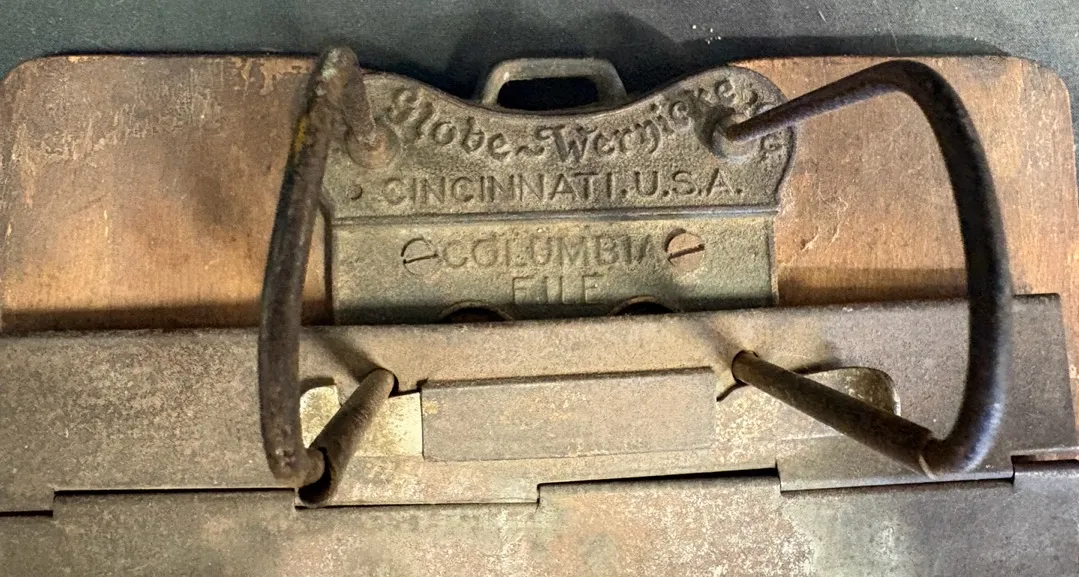 Globe-Wernicke Co.
CINCINNATI. U.S.A.
COLUMBIA
FILE